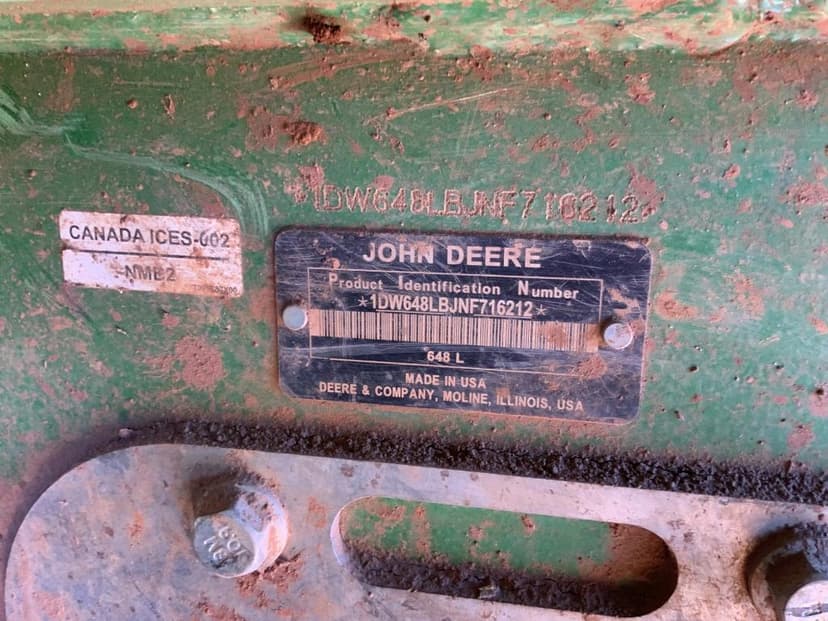 *1DW648LBJNF716212*
CANADA ICES-002
NMB2
JOHN DEERE
Product Identification Number
*1DW648LBJNF716212*
648 L
MADE IN USA
DEERE & COMPANY, MOLINE, ILLINOIS, USA